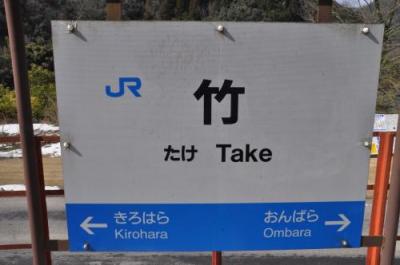 JR 竹
たけ Take
← きろはら おんばら →
Kirohara Ombara